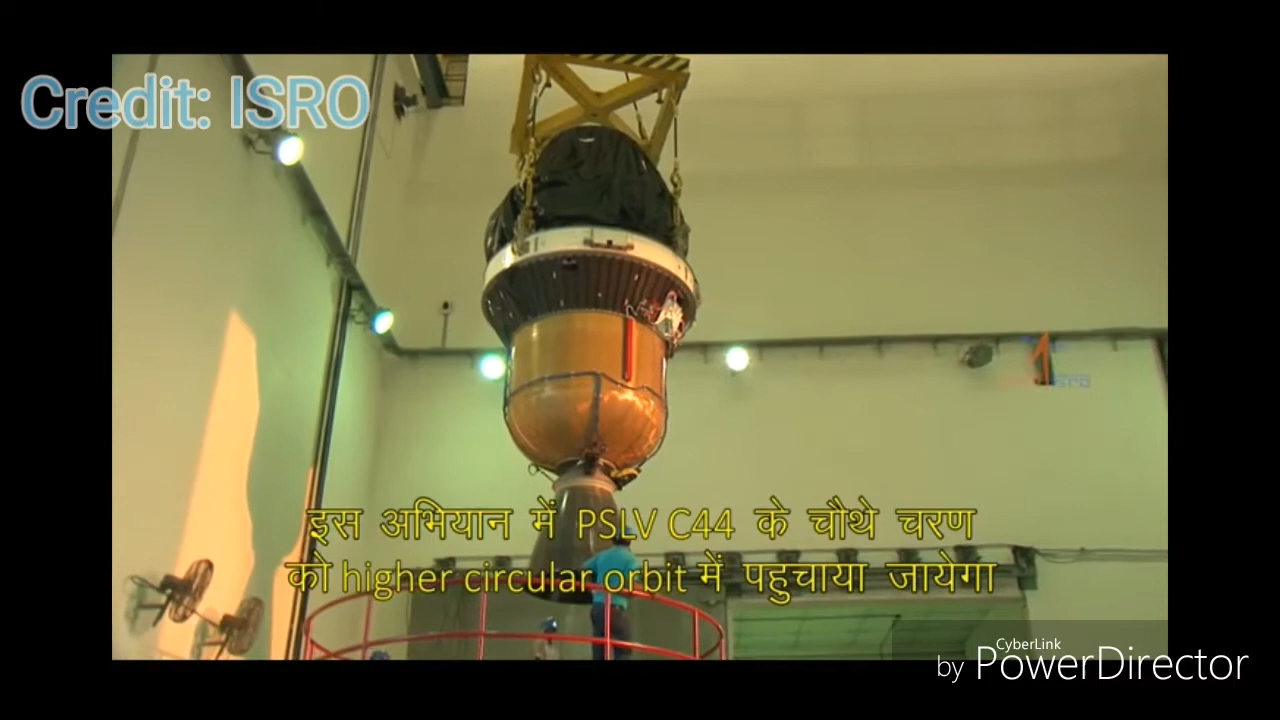 Credit: ISRO
इस अभियान में PSLV C44 के चौथे चरण
को higher circular orbit में पहुचाया जायेगा
CyberLink
by PowerDirector